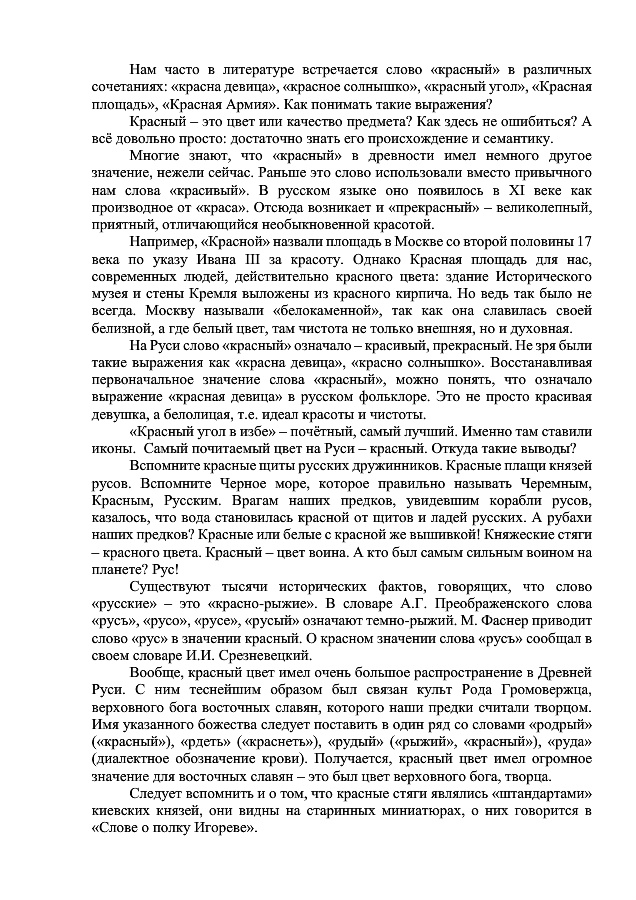 Нам часто в литературе встречается слово «красный» в различных
сочетаниях: «красна девица», «красное солнышко», «красный угол», «Красная
площадь», «Красная Армия». Как понимать такие выражения?
Красный – это цвет или качество предмета? Как здесь не ошибиться? А
всё довольно просто: достаточно знать его происхождение и семантику.
Многие знают, что «красный» в древности имел немного другое
значение, нежели сейчас. Раньше это слово использовали вместо привычного
нам слова «красивый». В русском языке оно появилось в XI веке как
производное от «краса». Отсюда возникает и «прекрасный» – великолепный,
приятный, отличающийся необыкновенной красотой.
Например, «Красной» назвали площадь в Москве со второй половины 17
века по указу Ивана III за красоту. Однако Красная площадь для нас,
современных людей, действительно красного цвета: здание Исторического
музея и стены Кремля выложены из красного кирпича. Но ведь так было не
всегда. Москву называли «белокаменной», так как она славилась своей
белизной, а где белый цвет, там чистота не только внешняя, но и духовная.
На Руси слово «красный» означало – красивый, прекрасный. Не зря были
такие выражения как «красна девица», «красно солнышко». Восстанавливая
первоначальное значение слова «красный», можно понять, что означало
выражение «красная девица» в русском фольклоре. Это не просто красивая
девушка, а белолицая, т.е. идеал красоты и чистоты.
«Красный угол в избе» – почётный, самый лучший. Именно там ставили
иконы.  Самый почитаемый цвет на Руси – красный. Откуда такие выводы?
Вспомните красные щиты русских дружинников. Красные плащи князей
русов. Вспомните Черное море, которое правильно называть Черемным,
Красным, Русским. Врагам наших предков, увидевшим корабли русов,
казалось, что вода становилась красной от щитов и ладей русских. А рубахи
наших предков? Красные или белые с красной же вышивкой! Княжеские стяги
– красного цвета. Красный – цвет воина. А кто был самым сильным воином на
планете? Рус!
Существуют тысячи исторических фактов, говорящих, что слово
«русские» – это «красно-рыжие». В словаре А.Г. Преображенского слова
«русъ», «русо», «русе», «русый» означают темно-рыжий. М. Фаснер приводит
слово «рус» в значении красный. О красном значении слова «русъ» сообщал в
своем словаре И.И. Срезневецкий.
Вообще, красный цвет имел очень большое распространение в Древней
Руси. С ним теснейшим образом был связан культ Рода Громовержца,
верховного бога восточных славян, которого наши предки считали творцом.
Имя указанного божества следует поставить в один ряд со словами «родрый»
(«красный»), «рдеть» («краснеть»), «рудый» («рыжий», «красный»), «руда»
(диалектное обозначение крови). Получается, красный цвет имел огромное
значение для восточных славян – это был цвет верховного бога, творца.
Следует вспомнить и о том, что красные стяги являлись «штандартами»
киевских князей, они видны на старинных миниатюрах, о них говорится в
«Слове о полку Игореве».